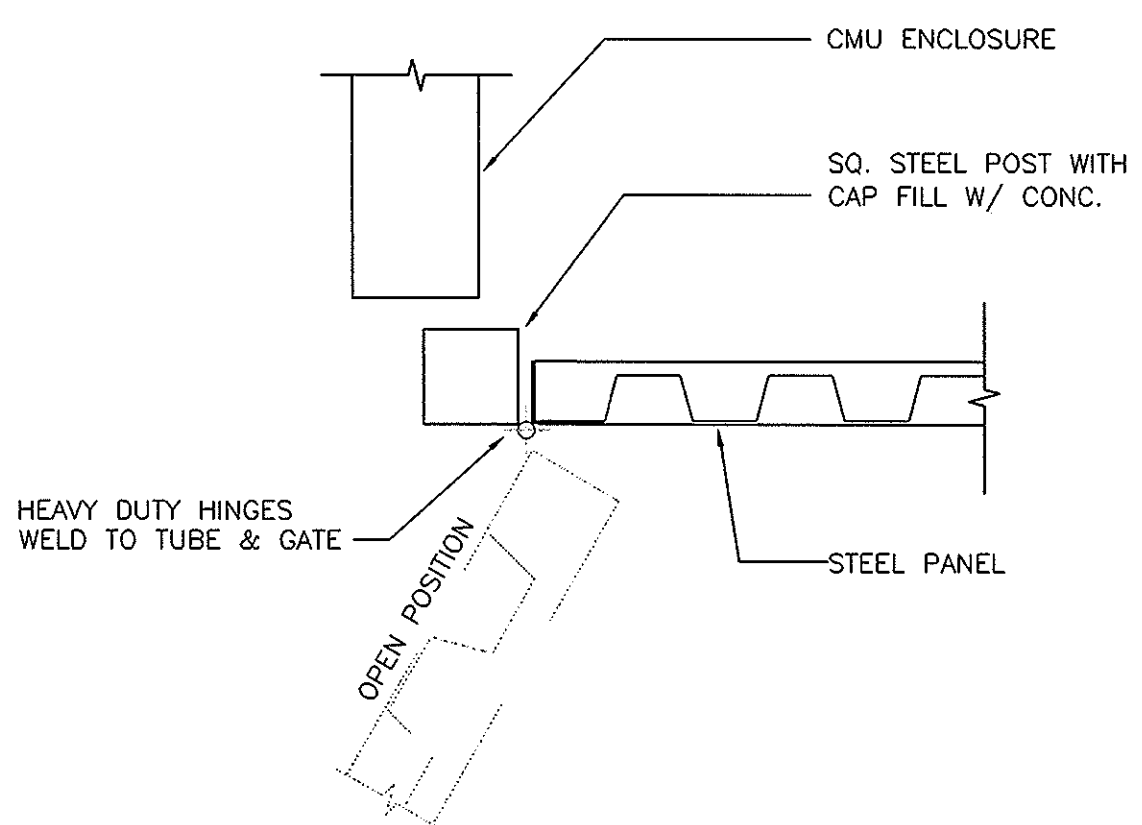 CMU ENCLOSURE
SQ. STEEL POST WITH
CAP FILL W/ CONC.
HEAVY DUTY HINGES
WELD TO TUBE & GATE
OPEN POSITION
STEEL PANEL